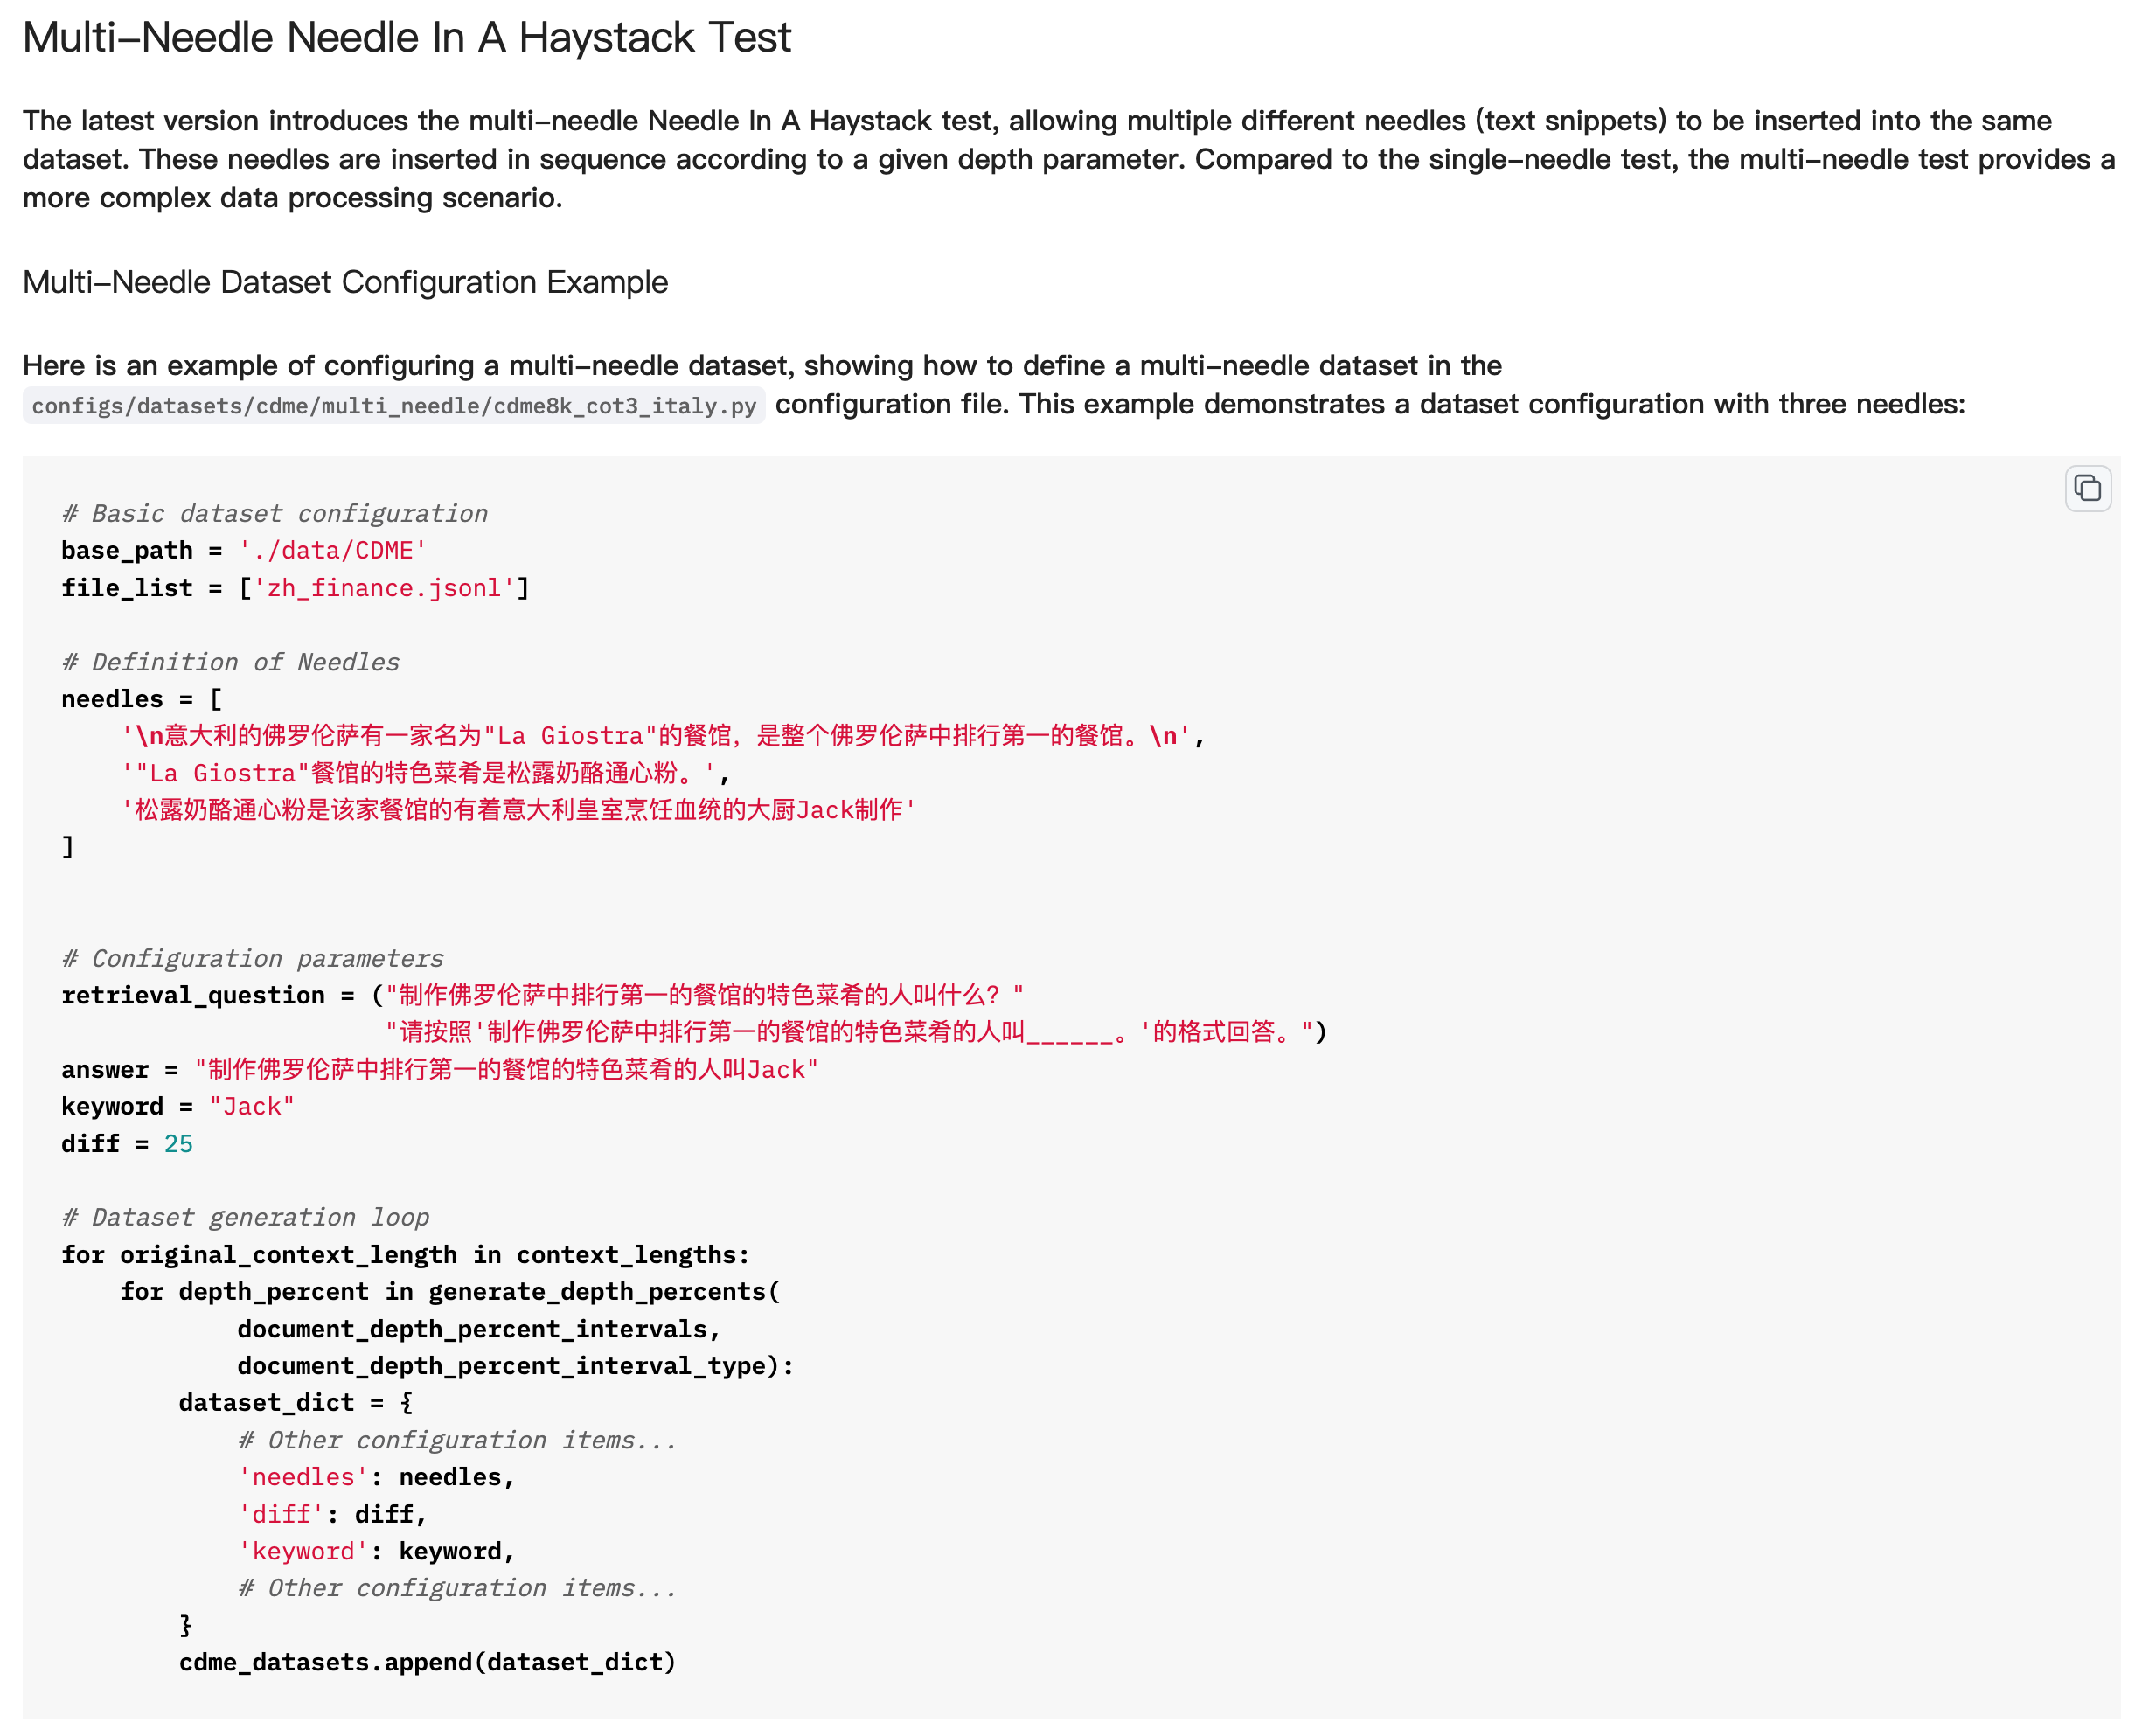 Multi-Needle Needle In A Haystack Test
The latest version introduces the multi-needle Needle In A Haystack test, allowing multiple different needles (text snippets) to be inserted into the same
dataset. These needles are inserted in sequence according to a given depth parameter. Compared to the single-needle test, the multi-needle test provides a
more complex data processing scenario.
Multi-Needle Dataset Configuration Example
Here is an example of configuring a multi-needle dataset, showing how to define a multi-needle dataset in the
configs/datasets/cdme/multi_needle/cdme8k_cot3_italy.py configuration file. This example demonstrates a dataset configuration with three needles:
# Basic dataset configuration
base_path = './data/CDME'
file_list = ['zh_finance.jsonl']
# Definition of Needles
needles = [
    '\n意大利的佛罗伦萨有一家名为"La Giostra"的餐馆，是整个佛罗伦萨中排行第一的餐馆。\n',
    '"La Giostra"餐馆的特色菜肴是松露奶酪通心粉。',
    '松露奶酪通心粉是该家餐馆的有着意大利皇室烹饪血统的大厨Jack制作'
]
# Configuration parameters
retrieval_question = ("制作佛罗伦萨中排行第一的餐馆的特色菜肴的人叫什么？"
                      "请按照'制作佛罗伦萨中排行第一的餐馆的特色菜肴的人叫______。'的格式回答。")
answer = "制作佛罗伦萨中排行第一的餐馆的特色菜肴的人叫Jack"
keyword = "Jack"
diff = 25
# Dataset generation loop
for original_context_length in context_lengths:
    for depth_percent in generate_depth_percents(
            document_depth_percent_intervals,
            document_depth_percent_interval_type):
        dataset_dict = {
            # Other configuration items...
            'needles': needles,
            'diff': diff,
            'keyword': keyword,
            # Other configuration items...
        }
        cdme_datasets.append(dataset_dict)